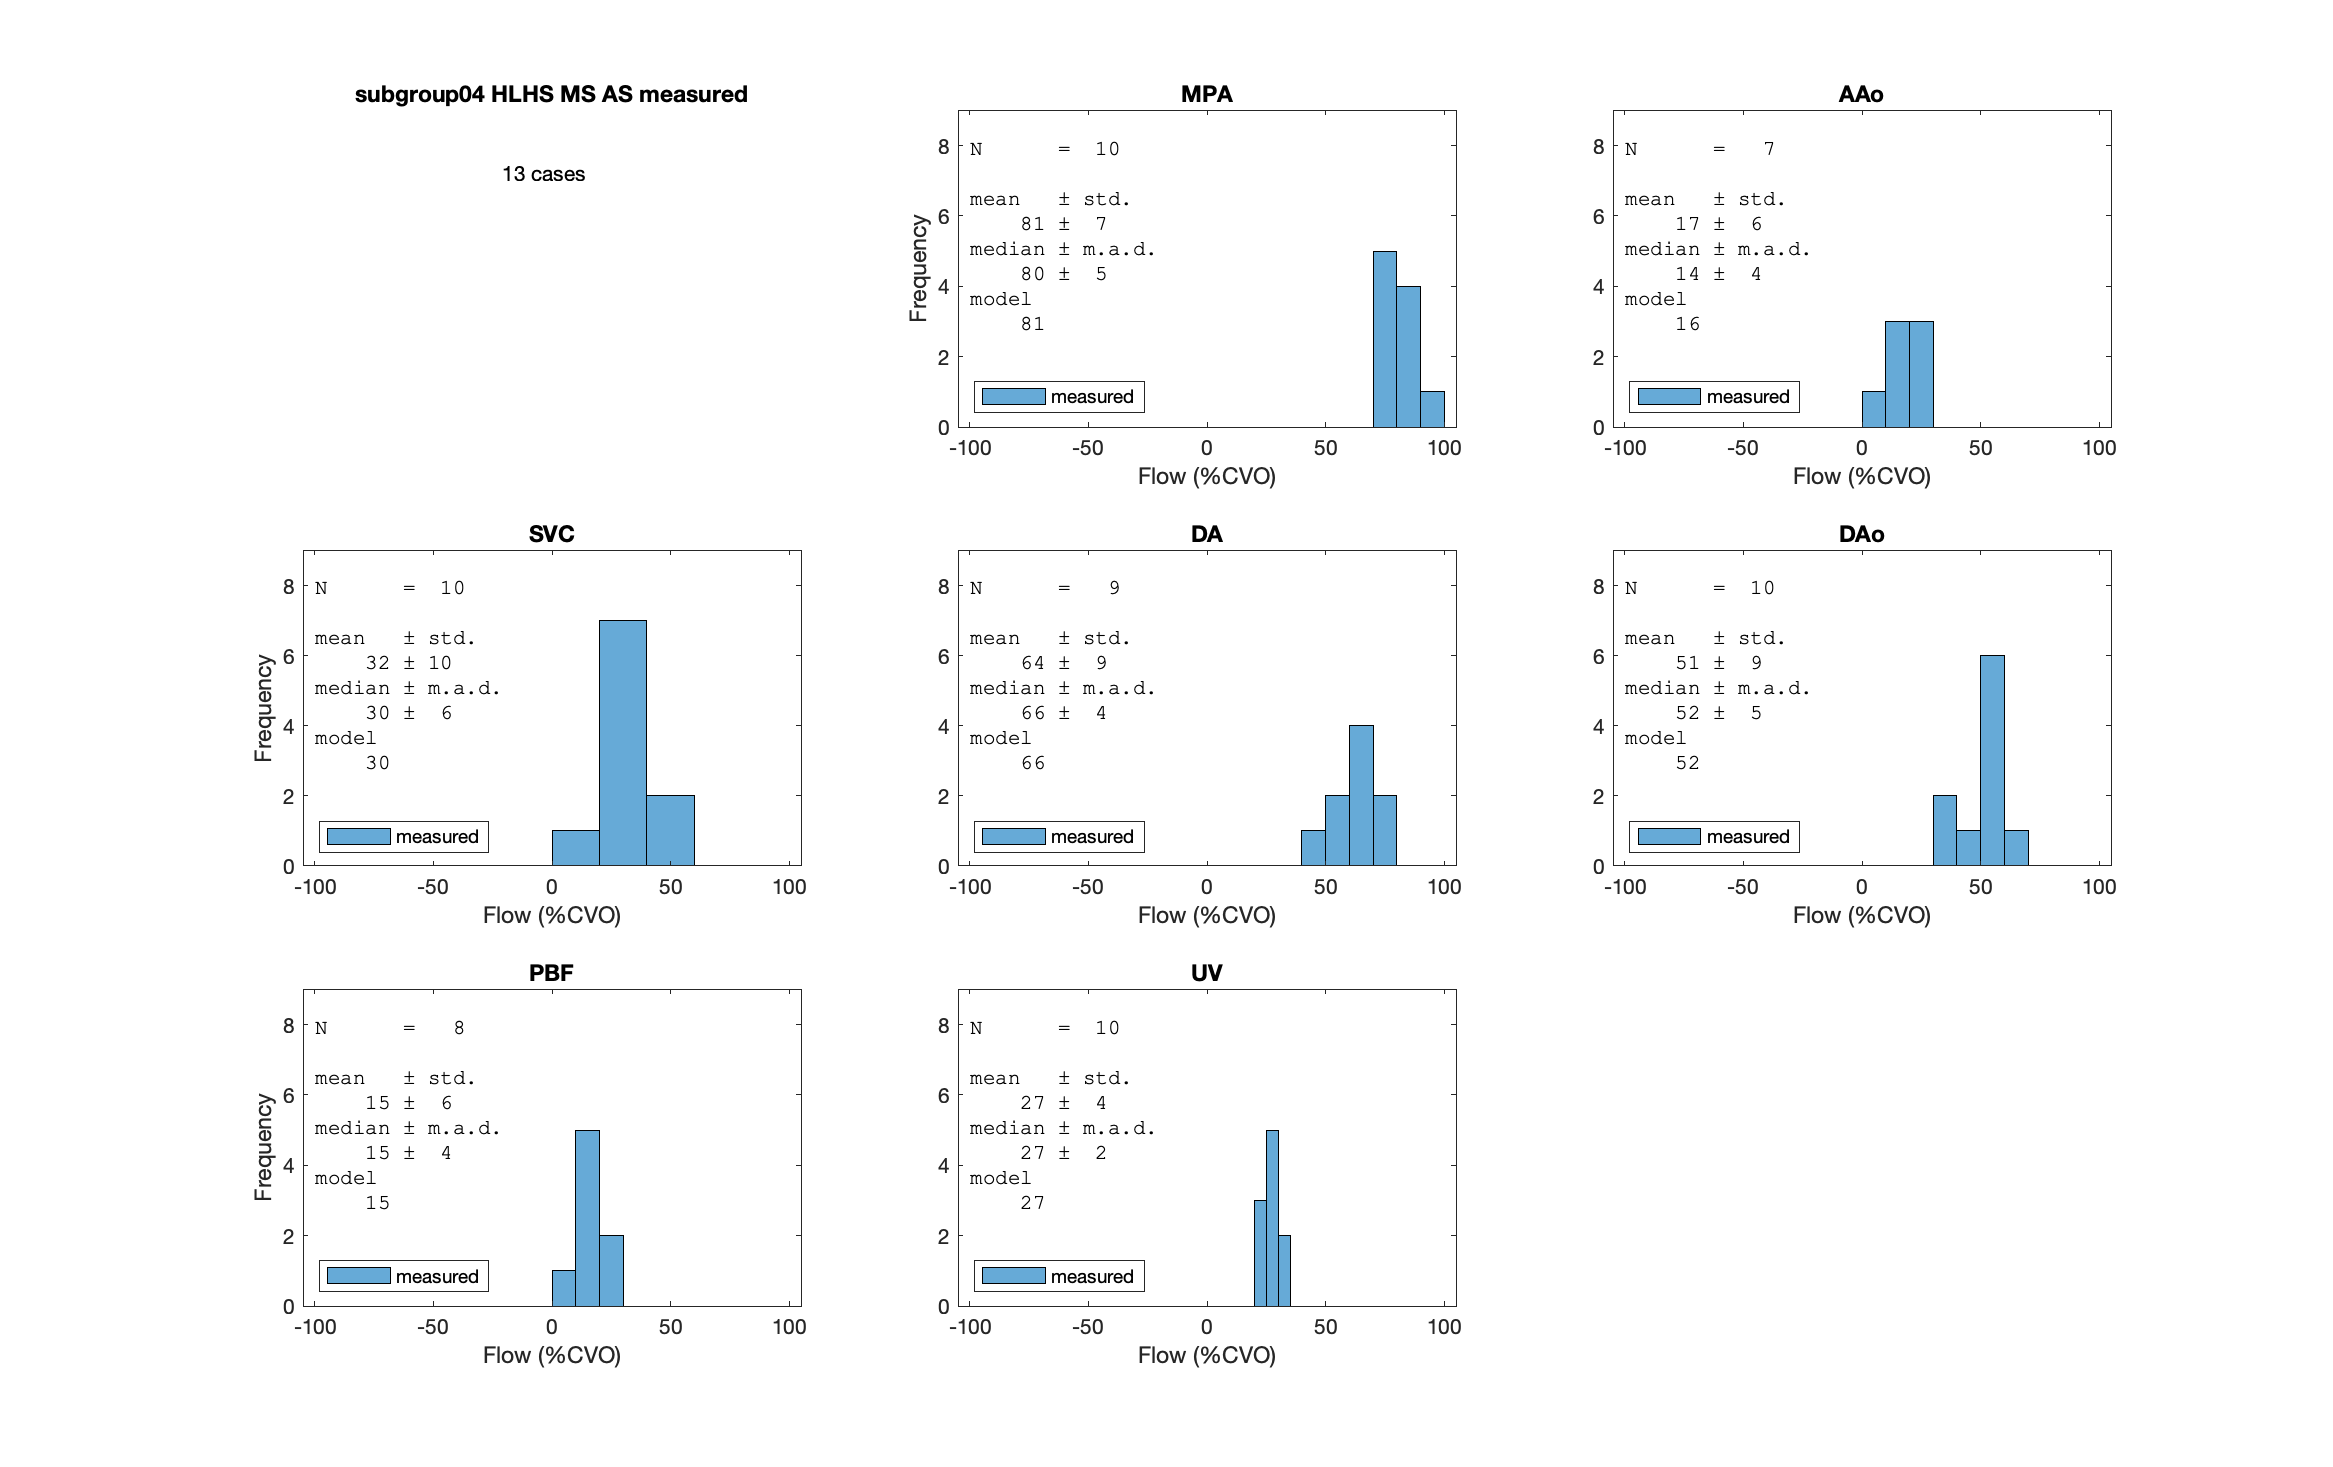 subgroup04 HLHS MS AS measured
13 cases
MPA
N = 10
mean ± std.
81 ± 7
median ± m.a.d.
80 ± 5
model
81
measured
Frequency
0
2
4
6
8
-100 -50 0 50 100
Flow (%CVO)
AAo
N = 7
mean ± std.
17 ± 6
median ± m.a.d.
14 ± 4
model
16
measured
0
2
4
6
8
-100 -50 0 50 100
Flow (%CVO)
SVC
N = 10
mean ± std.
32 ± 10
median ± m.a.d.
30 ± 6
model
30
measured
Frequency
0
2
4
6
8
-100 -50 0 50 100
Flow (%CVO)
DA
N = 9
mean ± std.
64 ± 9
median ± m.a.d.
66 ± 4
model
66
measured
0
2
4
6
8
-100 -50 0 50 100
Flow (%CVO)
DAo
N = 10
mean ± std.
51 ± 9
median ± m.a.d.
52 ± 5
model
52
measured
0
2
4
6
8
-100 -50 0 50 100
Flow (%CVO)
PBF
N = 8
mean ± std.
15 ± 6
median ± m.a.d.
15 ± 4
model
15
measured
Frequency
0
2
4
6
8
-100 -50 0 50 100
Flow (%CVO)
UV
N = 10
mean ± std.
27 ± 4
median ± m.a.d.
27 ± 2
model
27
measured
0
2
4
6
8
-100 -50 0 50 100
Flow (%CVO)